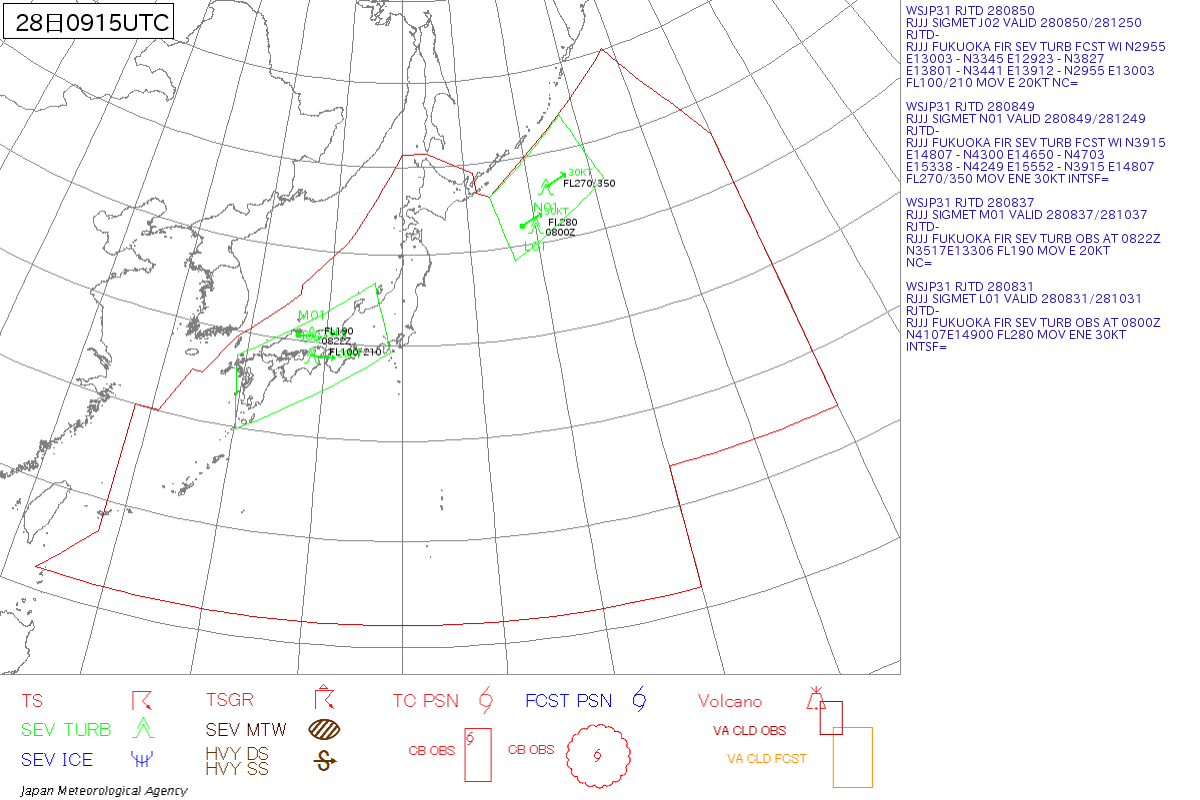 28日0915UTC
WSJP31 RJTD 280850
RJJJ SIGMET J02 VALID 280850/281250
RJTD-
RJJJ FUKUOKA FIR SEV TURB FCST WI N2955
E13003 - N3345 E12923 - N3827
E13801 - N3441 E13912 - N2955 E13003
FL100/210 MOV E 20KT NC=
WSJP31 RJTD 280849
RJJJ SIGMET N01 VALID 280849/281249
RJTD-
RJJJ FUKUOKA FIR SEV TURB FCST WI N3915
E14807 - N4300 E14650 - N4703
E15338 - N4249 E15552 - N3915 E14807
FL270/350 MOV ENE 30KT INTSF=
WSJP31 RJTD 280837
RJJJ SIGMET M01 VALID 280837/281037
RJTD-
RJJJ FUKUOKA FIR SEV TURB OBS AT 0822Z
N3517E13306 FL190 MOV E 20KT
NC=
WSJP31 RJTD 280831
RJJJ SIGMET L01 VALID 280831/281031
RJTD-
RJJJ FUKUOKA FIR SEV TURB OBS AT 0800Z
N4107E14900 FL280 MOV ENE 30KT
INTSF=
30KT
FL270/350
N01
30KT
FL280
0800Z
L01
M01
FL190
0822Z
FL100/210
TS
TSGR
TC PSN
FCST PSN
Volcano
SEV TURB
SEV MTW
CB OBS
CB OBS
VA CLD OBS
SEV ICE
HVY DS
HVY SS
VA CLD FCST
Japan Meteorological Agency